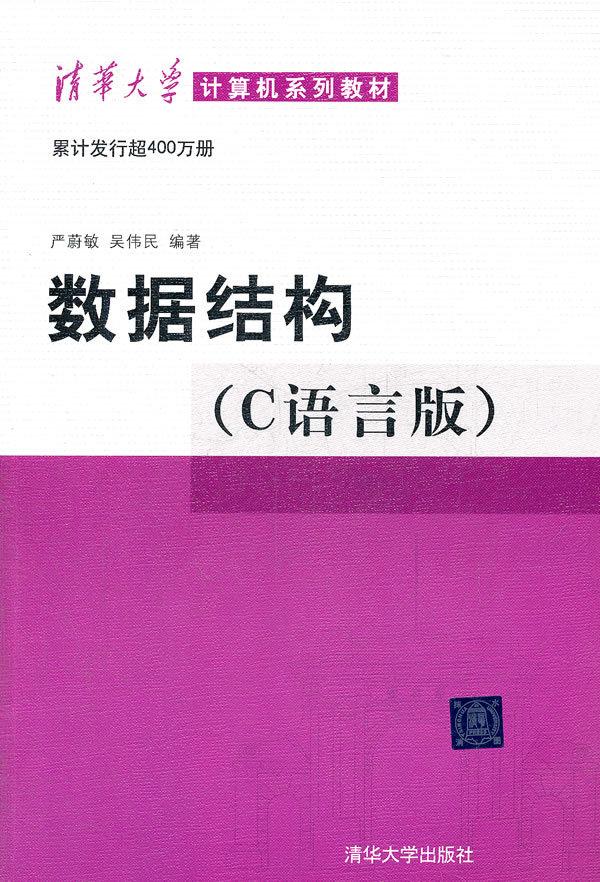 清华大学 计算机系列教材
累计发行超400万册
严蔚敏 吴伟民 编著
数据结构
(C语言版)
清华大学出版社